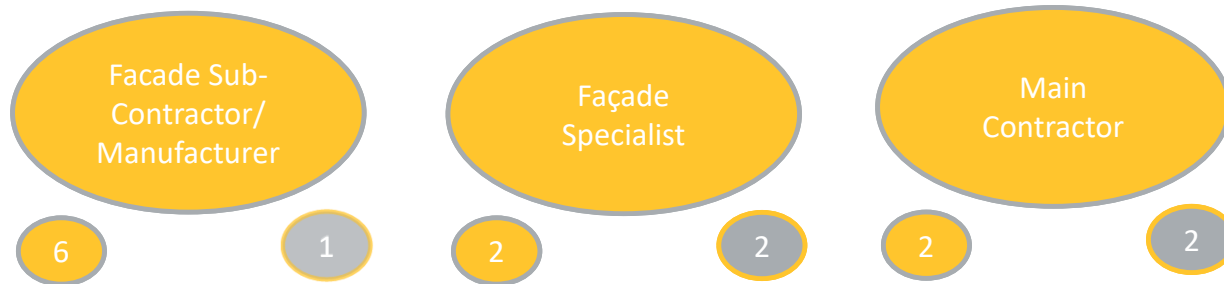 Facade Sub-
Contractor/
Manufacturer
Façade
Specialist
Main
Contractor
6
1
2
2
2
2